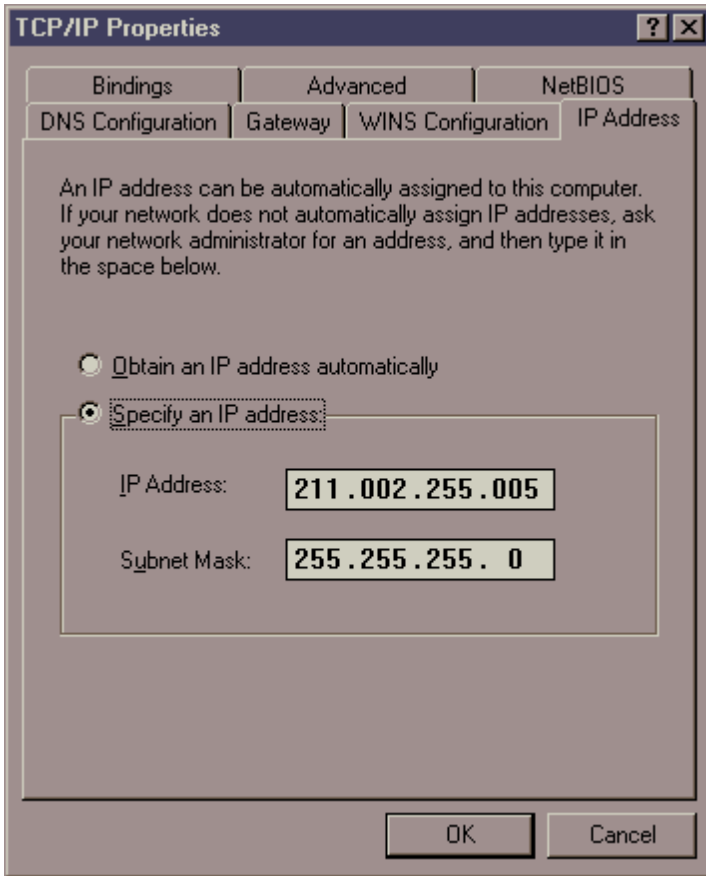 TCP/IP Properties
Bindings Advanced NetBIOS
DNS Configuration Gateway WINS Configuration IP Address
An IP address can be automatically assigned to this computer.
If your network does not automatically assign IP addresses, ask
your network administrator for an address, and then type it in
the space below.
Obtain an IP address automatically
Specify an IP address:
IP Address: 211.002.255.005
Subnet Mask: 255.255.255. 0
OK Cancel